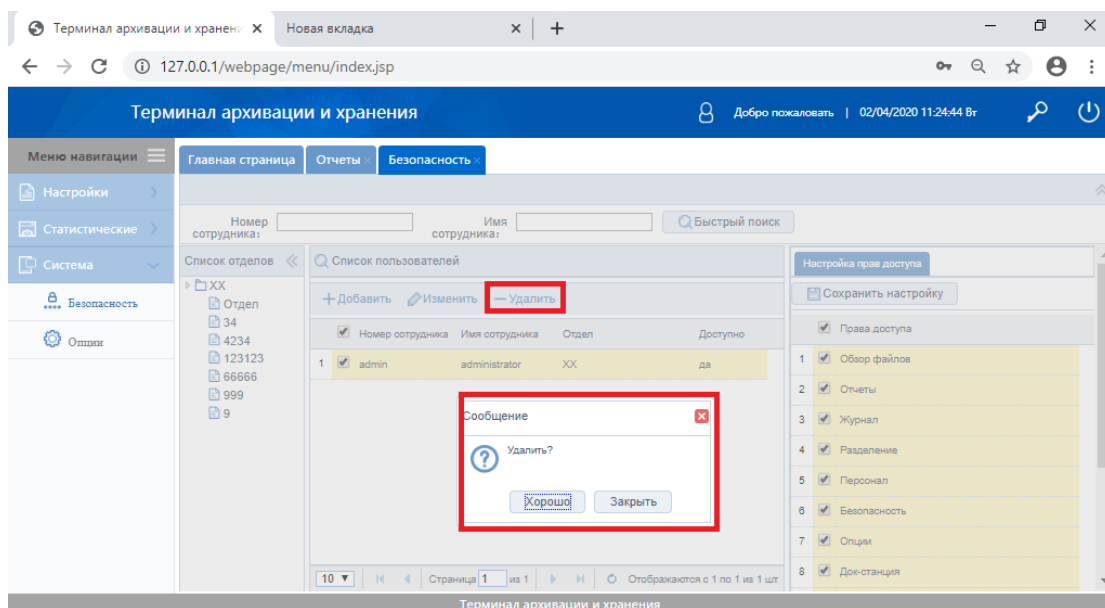 Терминал архивации и хранени
Новая вкладка
127.0.0.1/webpage/menu/index.jsp
Терминал архивации и хранения
Добро пожаловать | 02/04/2020 11:24:44 Вт
Меню навигации
Главная страница
Отчеты
Безопасность
Настройки
Статистические
Система
Безопасность
Опции
Номер сотрудника:
Имя сотрудника:
Быстрый поиск
Список отделов
XX
Отдел
34
4234
123123
66666
999
9
Список пользователей
Добавить
Изменить
Удалить
Номер сотрудника Имя сотрудника Отдел Доступно
1 admin administrator XX да
Сообщение
Удалить?
Хорошо
Закрыть
10 Страница 1 из 1 Отображаются с 1 по 1 из 1 шт
Настройка прав доступа
Сохранить настройку
Права доступа
1 Обзор файлов
2 Отчеты
3 Журнал
4 Разделение
5 Персонал
6 Безопасность
7 Опции
8 Док-станция
Терминал архивации и хранения